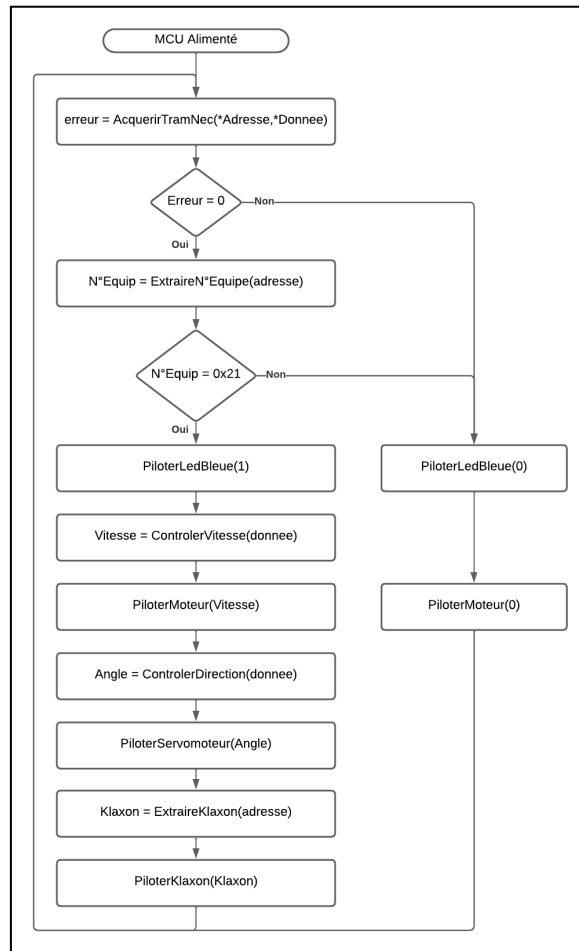 MCU Alimenté
erreur = AcquerirTramNec(*Adresse,*Donnee)
Erreur = 0
Non
Oui
N°Equip = ExtraireN°Equipe(adresse)
N°Equip = 0x21
Non
Oui
PiloterLedBleue(1)
PiloterLedBleue(0)
Vitesse = ControlerVitesse(donnee)
PiloterMoteur(Vitesse)
PiloterMoteur(0)
Angle = ControlerDirection(donnee)
PiloterServomoteur(Angle)
Klaxon = ExtraireKlaxon(adresse)
PiloterKlaxon(Klaxon)